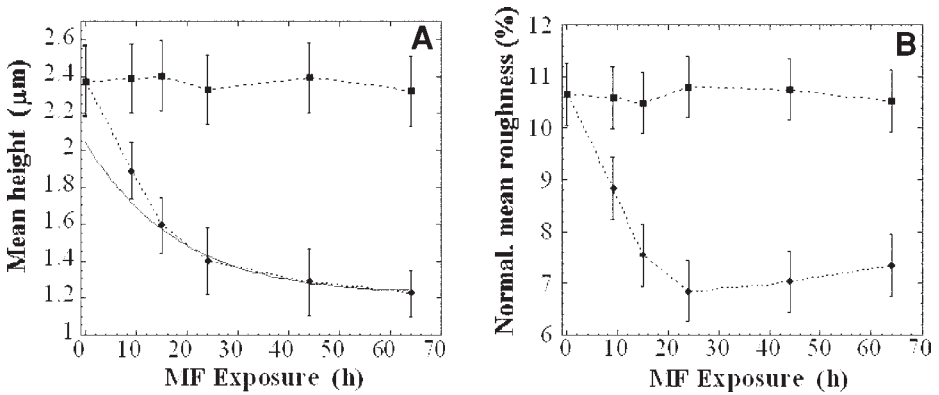 A
Mean height (μm)
2.6
2.4
2.2
2
1.8
1.6
1.4
1.2
1
0 10 20 30 40 50 60 70
MF Exposure (h)
B
Normal. mean roughness (%)
12
11
10
9
8
7
6
0 10 20 30 40 50 60 70
MF Exposure (h)